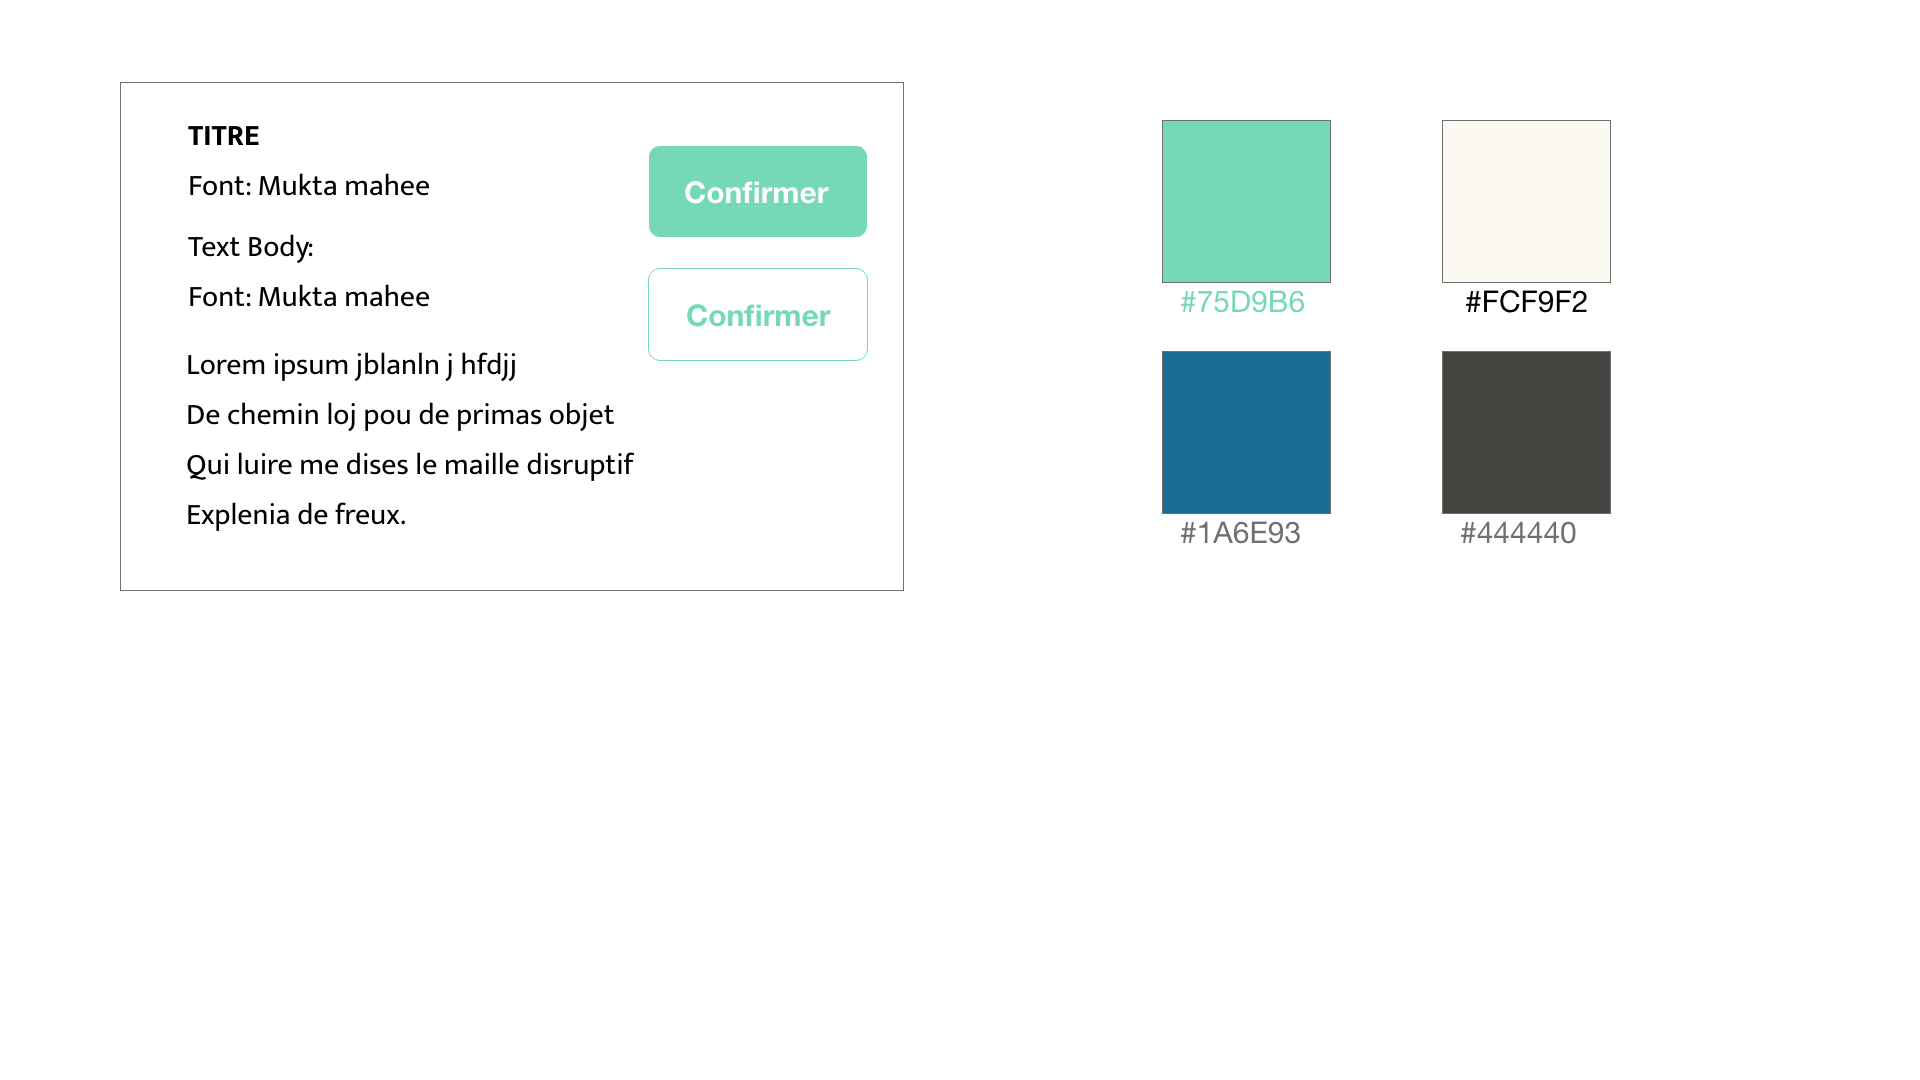 TITRE
Font: Mukta mahee
Text Body:
Font: Mukta mahee
Lorem ipsum jblanln j hfdjj
De chemin loj pou de primas objet
Qui luire me dises le maille disruptif
Explenia de freux.
Confirmer
Confirmer
#75D9B6
#FCF9F2
#1A6E93
#444440